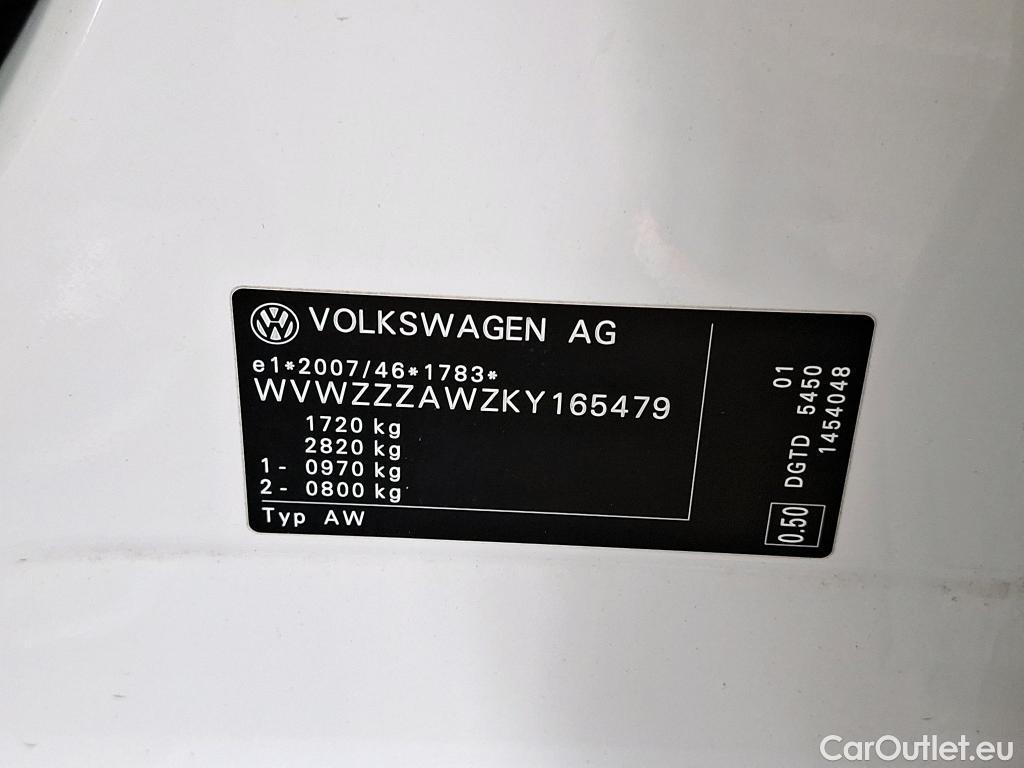 VOLKSWAGEN AG
e1*2007/46*1783*
WVWZZZAWZKY165479
1720 kg
2820 kg
1- 0970 kg
2- 0800 kg
Typ AW
01
DGTD 5450
1454048
0.50
CarOutlet.eu